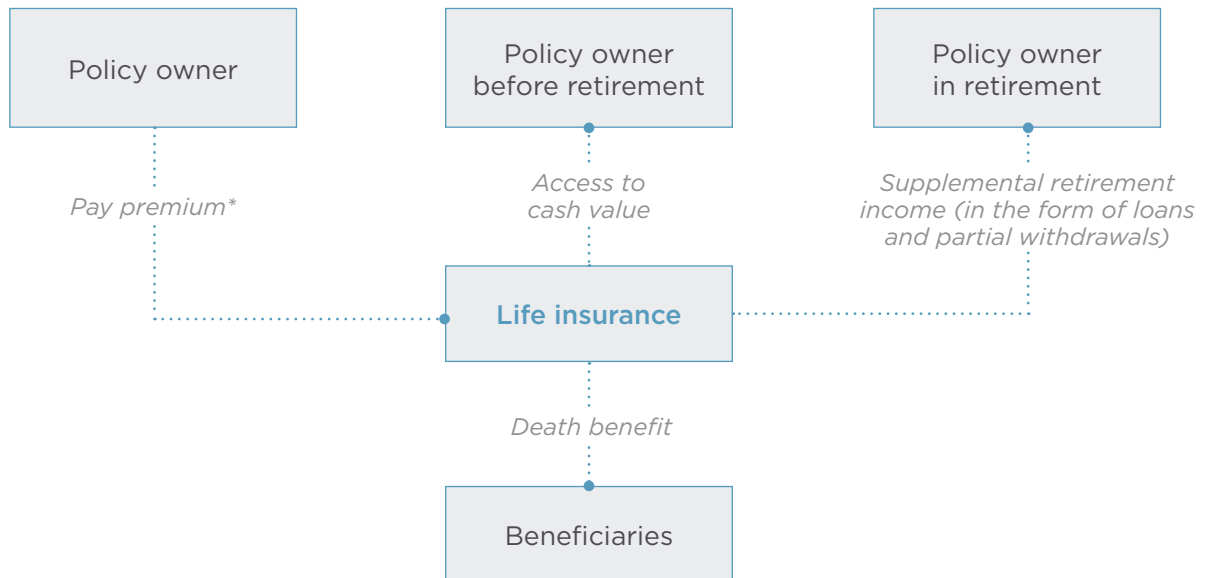 Policy owner
Policy owner
before retirement
Policy owner
in retirement
Pay premium*
Access to
cash value
Supplemental retirement
income (in the form of loans
and partial withdrawals)
Life insurance
Death benefit
Beneficiaries